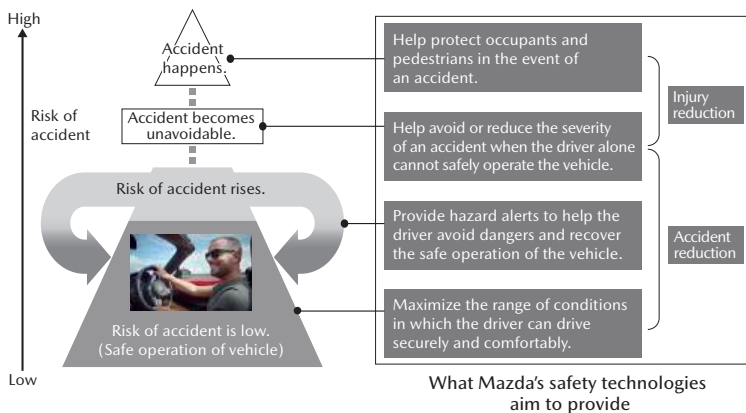 High
Risk of
accident
Low
Accident
happens.
Accident becomes
unavoidable.
Risk of accident rises.
Risk of accident is low.
(Safe operation of vehicle)
Help protect occupants and
pedestrians in the event of
an accident.
Help avoid or reduce the severity
of an accident when the driver alone
cannot safely operate the vehicle.
Provide hazard alerts to help the
driver avoid dangers and recover
the safe operation of the vehicle.
Maximize the range of conditions
in which the driver can drive
securely and comfortably.
Injury
reduction
Accident
reduction
What Mazda’s safety technologies
aim to provide